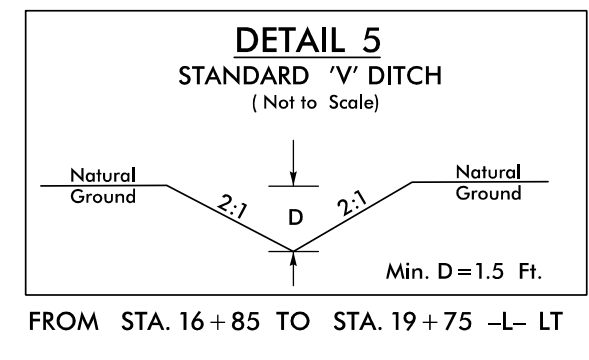 DETAIL 5
STANDARD 'V' DITCH
( Not to Scale)
Natural
Ground
2:1
D
2:1
Natural
Ground
Min. D=1.5 Ft.
FROM STA. 16+85 TO STA. 19+75 -L- LT